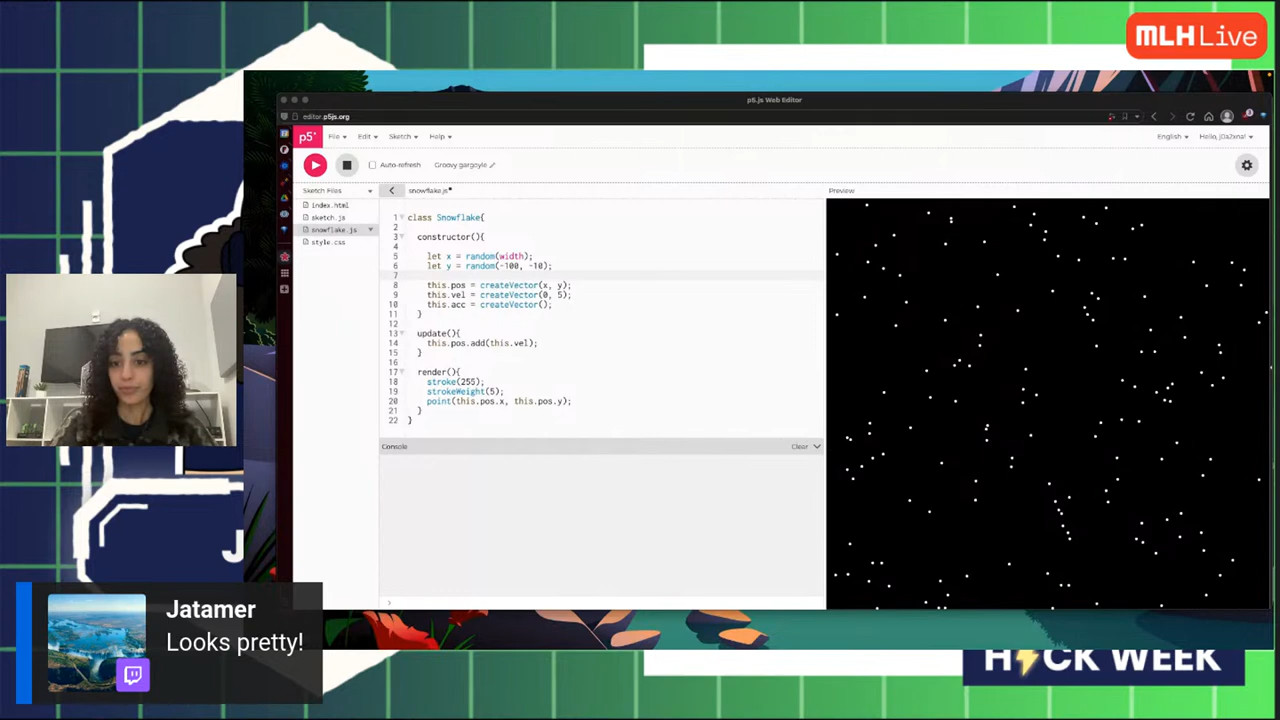 MLH Live
p5.js Web Editor
editor.p5js.org
p5*
File
Edit
Sketch
Help
English
Hello, j0a2ana!
Auto-refresh
Groovy gargoyle
Sketch Files
snowflake.js
Preview
index.html
sketch.js
snowflake.js
style.css
1 class Snowflake{
2
3 constructor(){
4
5 let x = random(width);
6 let y = random(-100, -10);
7
8 this.pos = createVector(x, y);
9 this.vel = createVector(0, 5);
10 this.acc = createVector();
11 }
12
13 update(){
14 this.pos.add(this.vel);
15 }
16
17 render(){
18 stroke(255);
19 strokeWeight(5);
20 point(this.pos.x, this.pos.y);
21 }
22 }
Console
Clear
J
Jatamer
Looks pretty!
HACK WEEK